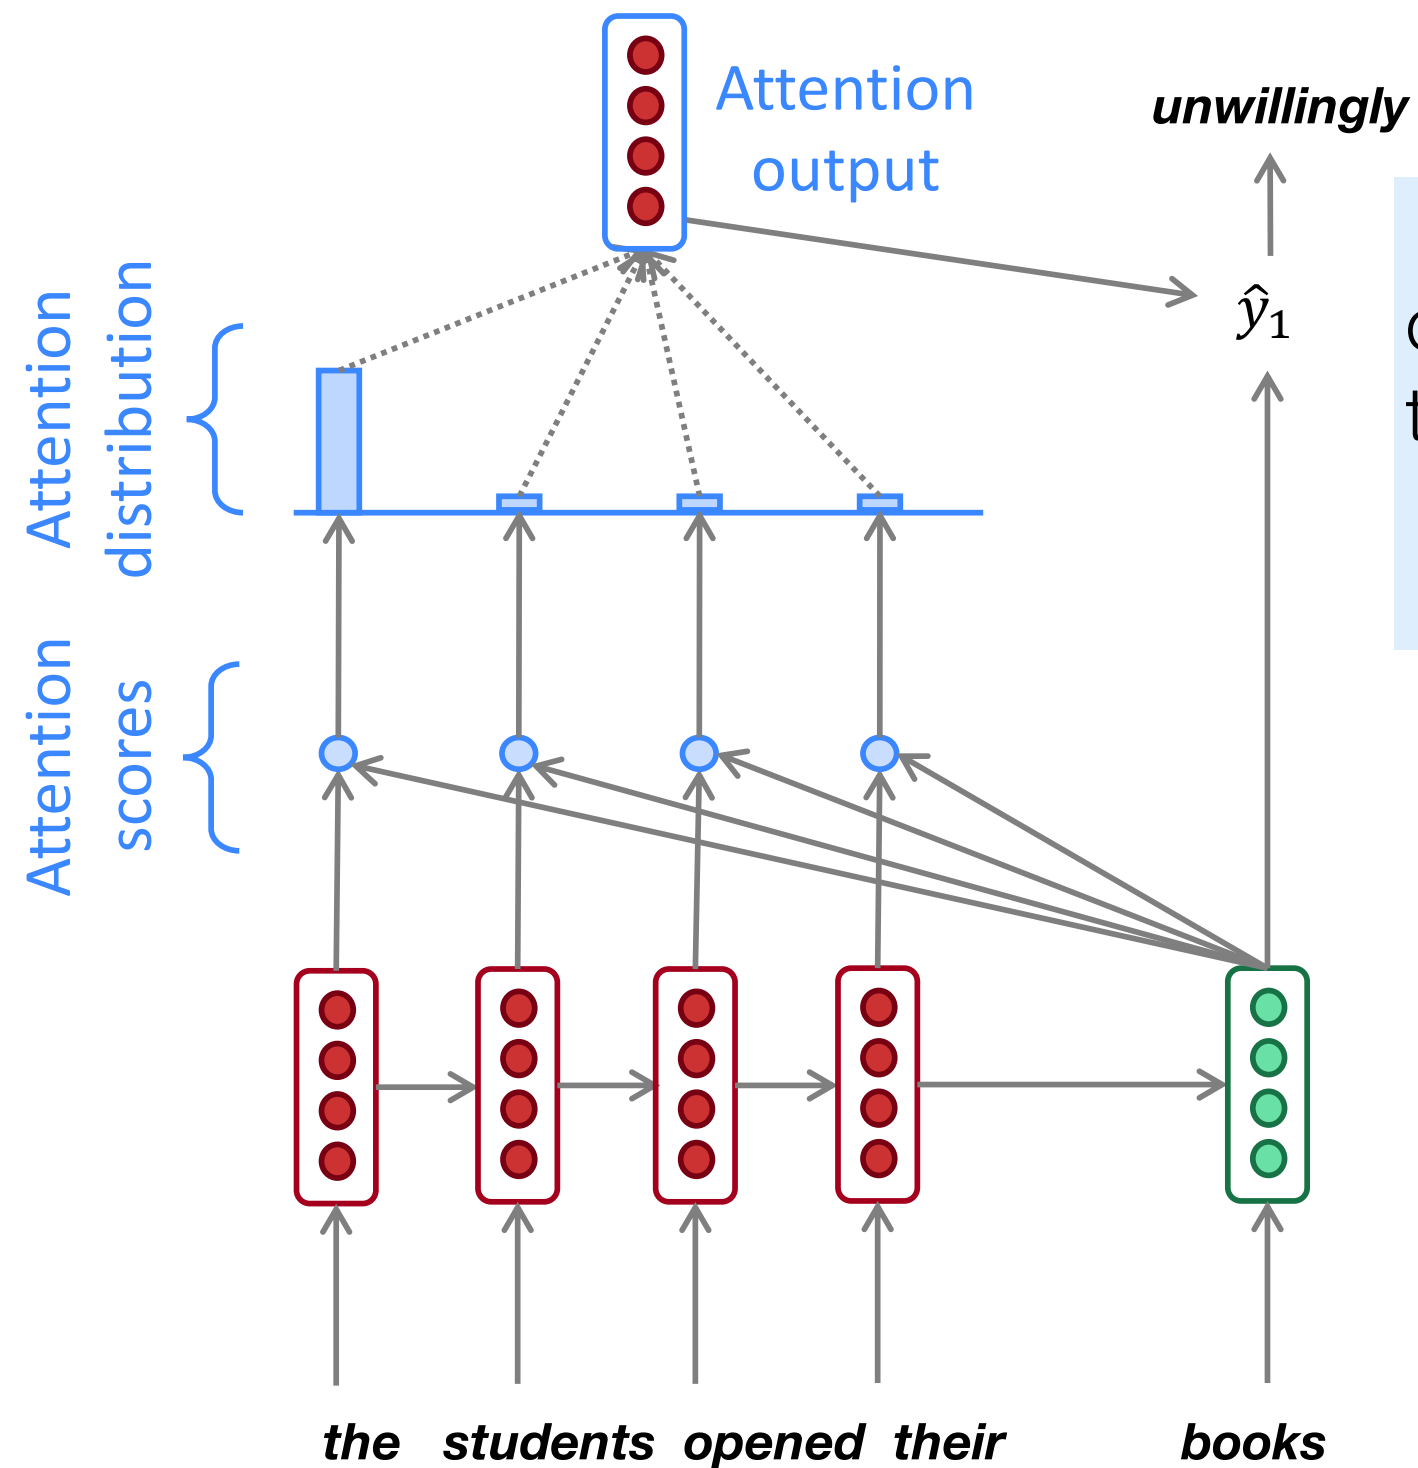 Attention
output
unwillingly
ŷ₁
Attention
distribution
Attention
scores
the students opened their books